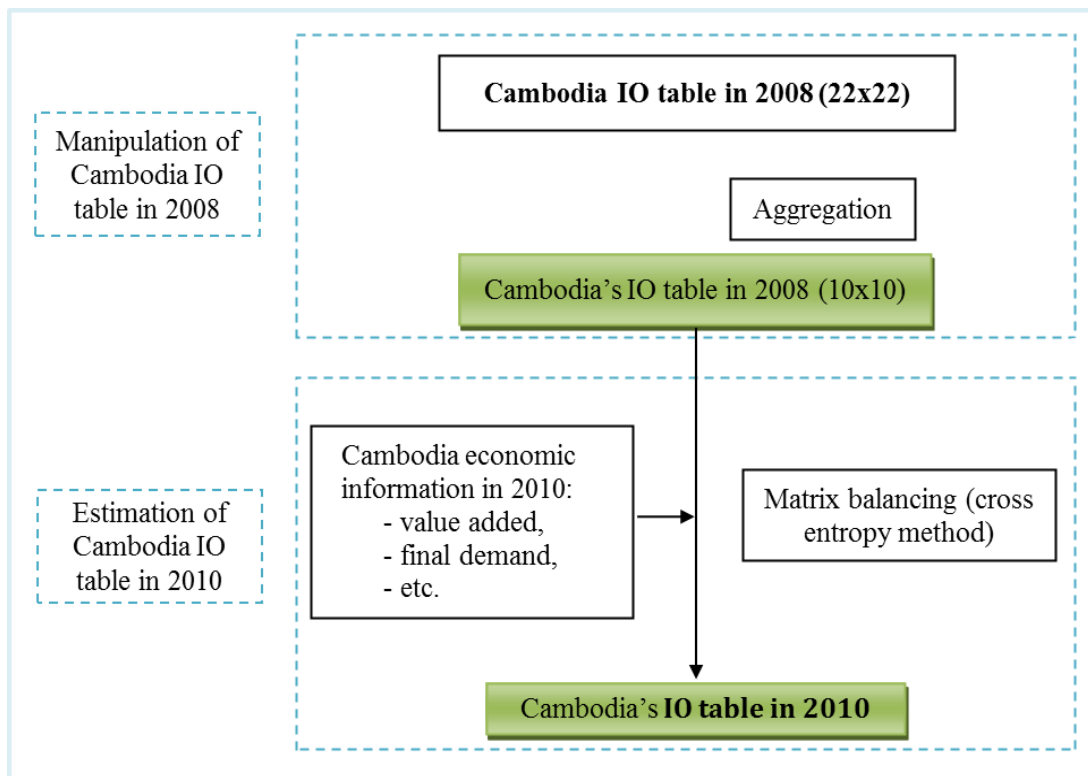 Cambodia IO table in 2008 (22x22)
Manipulation of
Cambodia IO
table in 2008
Aggregation
Cambodia’s IO table in 2008 (10x10)
Cambodia economic
information in 2010:
- value added,
- final demand,
- etc.
Matrix balancing (cross
entropy method)
Estimation of
Cambodia IO
table in 2010
Cambodia’s IO table in 2010